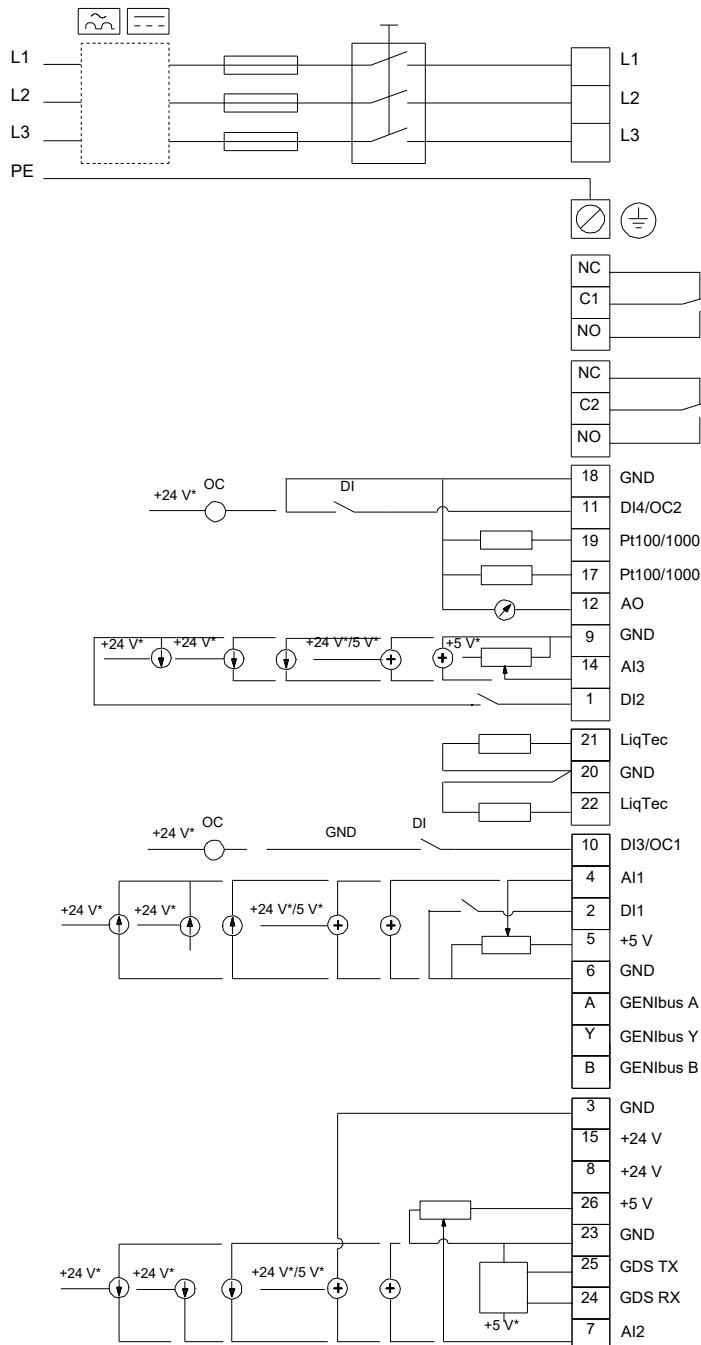 L1 L1
L2 L2
L3 L3
PE
NC
C1
NO
NC
C2
NO
18 GND
+24 V* OC DI 11 DI4/OC2
19 Pt100/1000
17 Pt100/1000
12 AO
9 GND
+24 V* +24 V* +24 V*/5 V* +5 V*
14 AI3
1 DI2
21 LiqTec
20 GND
22 LiqTec
+24 V* OC GND DI 10 DI3/OC1
4 AI1
+24 V* +24 V* +24 V*/5 V* 2 DI1
5 +5 V
6 GND
A GENIbus A
Y GENIbus Y
B GENIbus B
3 GND
15 +24 V
8 +24 V
26 +5 V
23 GND
25 GDS TX
+24 V* +24 V* +24 V*/5 V*
24 GDS RX
+5 V*
7 AI2